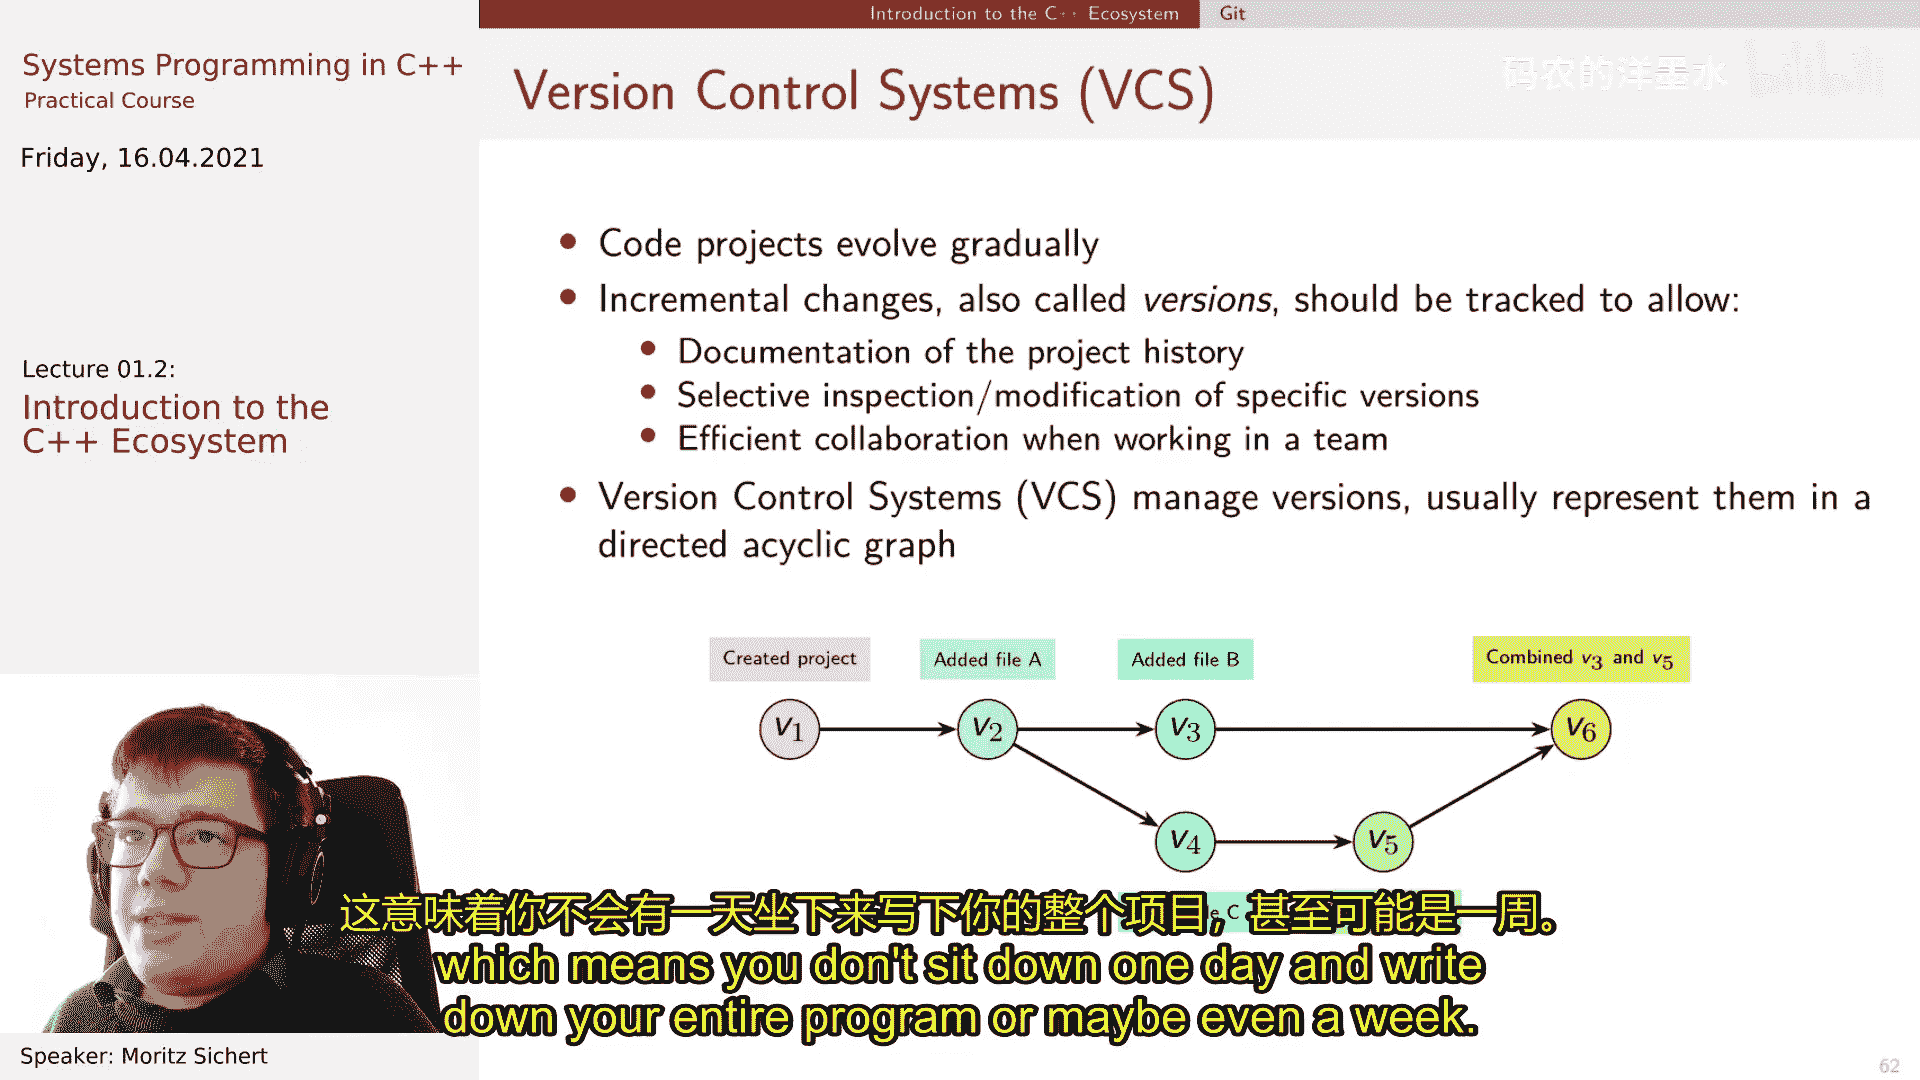 Introduction to the C++ Ecosystem
Git
Systems Programming in C++
Practical Course
Friday, 16.04.2021
Version Control Systems (VCS)
码农的洋墨水
bilibili
Code projects evolve gradually
Incremental changes, also called versions, should be tracked to allow:
Documentation of the project history
Selective inspection/modification of specific versions
Efficient collaboration when working in a team
Version Control Systems (VCS) manage versions, usually represent them in a
directed acyclic graph
Lecture 01.2:
Introduction to the
C++ Ecosystem
Created project
Added file A
Added file B
Combined v3 and v5
v1
v2
v3
v6
v4
v5
C
这意味着你不会有一天坐下来写下你的整个项目，甚至可能是一周。
which means you don't sit down one day and write
down your entire program or maybe even a week.
Speaker: Moritz Sichert
62